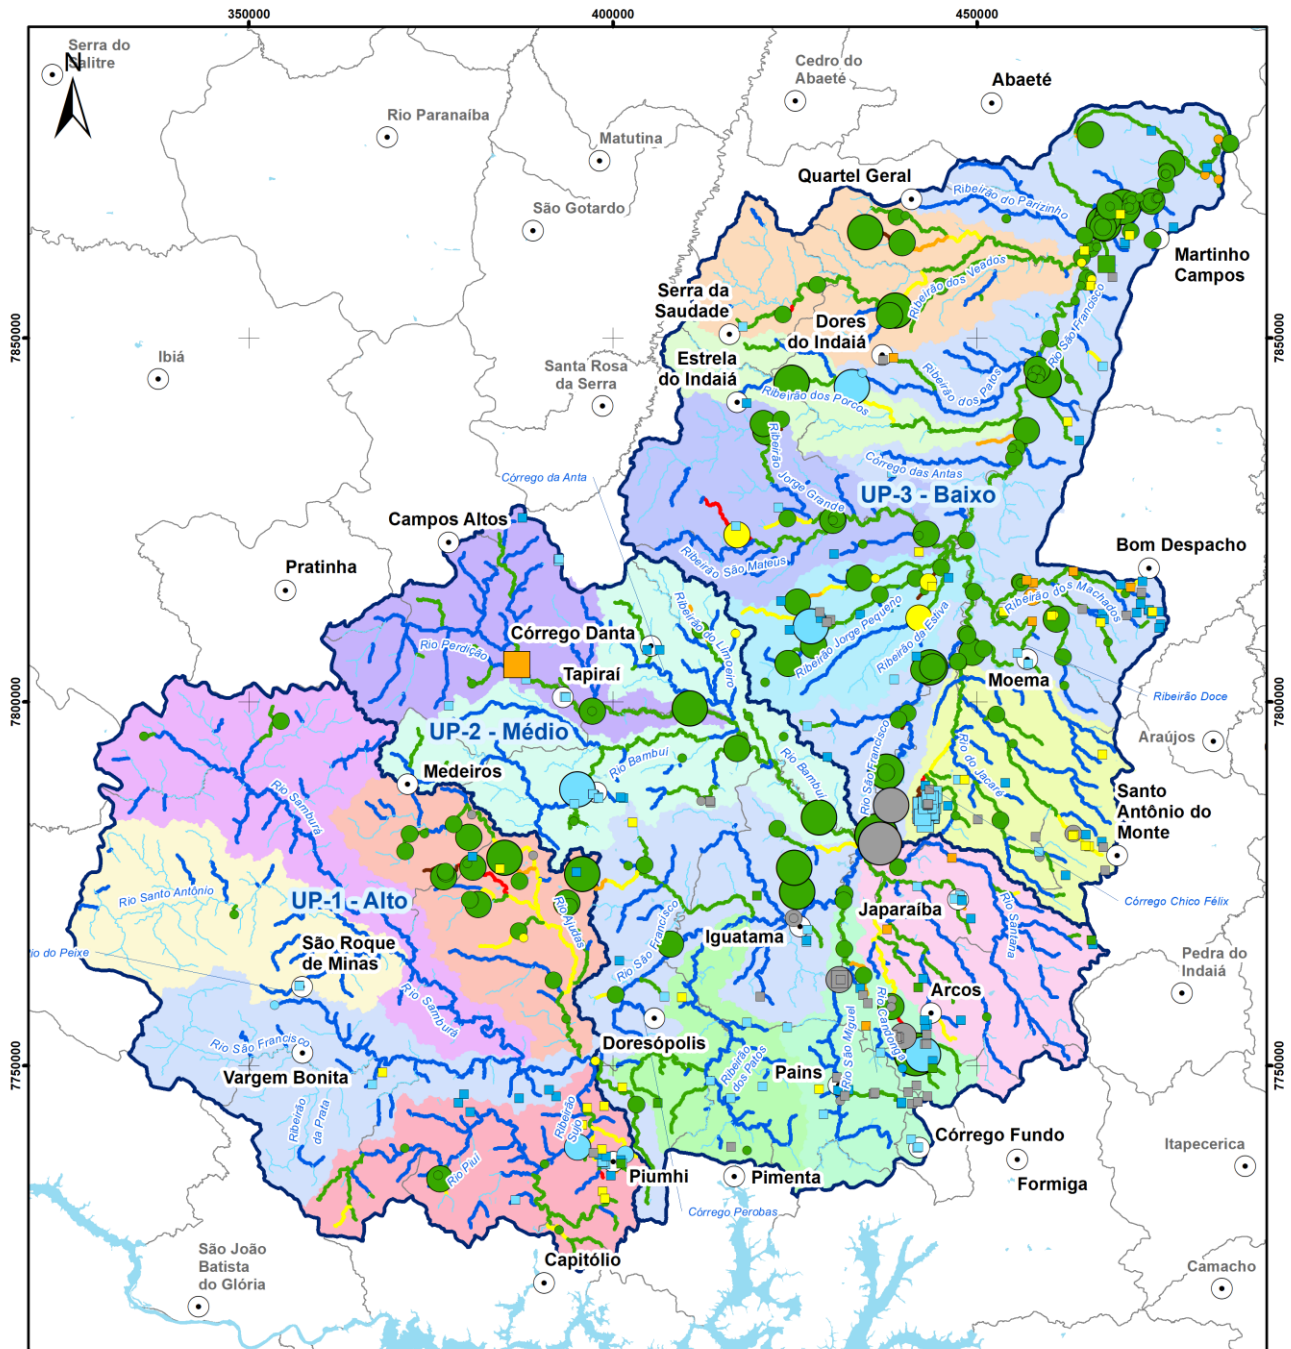 350000
400000
450000
Serra do
Salitre
N
Cedro do
Abaeté
Abaeté
Rio Paranaíba
Matutina
Quartel Geral
Ribeirão do Parizinho
São Gotardo
Martinho
Campos
Ribeirão dos Veados
Serra da
Saudade
Dores
do Indaiá
Rio São Francisco
7850000
7850000
Ibiá
Santa Rosa
da Serra
Estrela
do Indaiá
Ribeirão dos Porcos
Ribeirão dos Patos
Ribeirão Jorge Grande
Córrego das Antas
Córrego da Anta
UP-3 - Baixo
Campos Altos
Bom Despacho
Pratinha
Ribeirão São Mateus
Ribeirão dos Machados
Ribeirão do Limoeiro
Ribeirão Jorge Pequeno
Ribeirão da Estiva
Córrego Danta
Rio Perdição
Tapiraí
Moema
Ribeirão Doce
7800000
7800000
UP-2 - Médio
Rio Bambuí
Rio Bambuí
Rio São Francisco
Rio do Jacaré
Araújos
Medeiros
Rio Samburá
Santo
Antônio do
Monte
Rio Santo Antônio
UP-1 - Alto
Rio Ajudas
Japaraíba
Rio Santana
Córrego Chico Félix
São Roque
de Minas
Iguatama
Rio São Francisco
io do Peixe
Pedra do
Indaiá
Rio Samburá
Arcos
Rio São Francisco
Doresópolis
Rio Candonga
Rio São Miguel
7750000
7750000
Vargem Bonita
Ribeirão
dos Patos
Pains
Ribeirão
da Prata
Ribeirão
Sujo
Córrego Fundo
Itapecerica
Rio Piui
Piumhi
Pimenta
Formiga
Córrego Perobas
São João
Batista
do Glória
Capitólio
Camacho